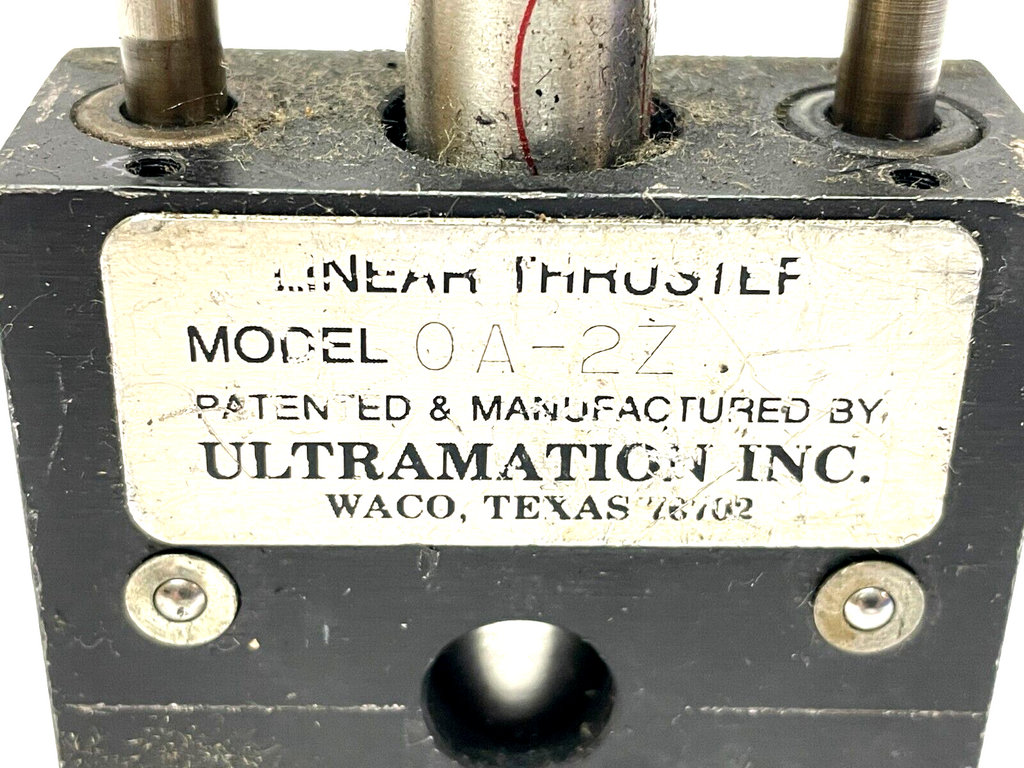 LINEAR THRUSTER
MODEL OA-2Z
PATENTED & MANUFACTURED BY
ULTRAMATION INC.
WACO, TEXAS 76702